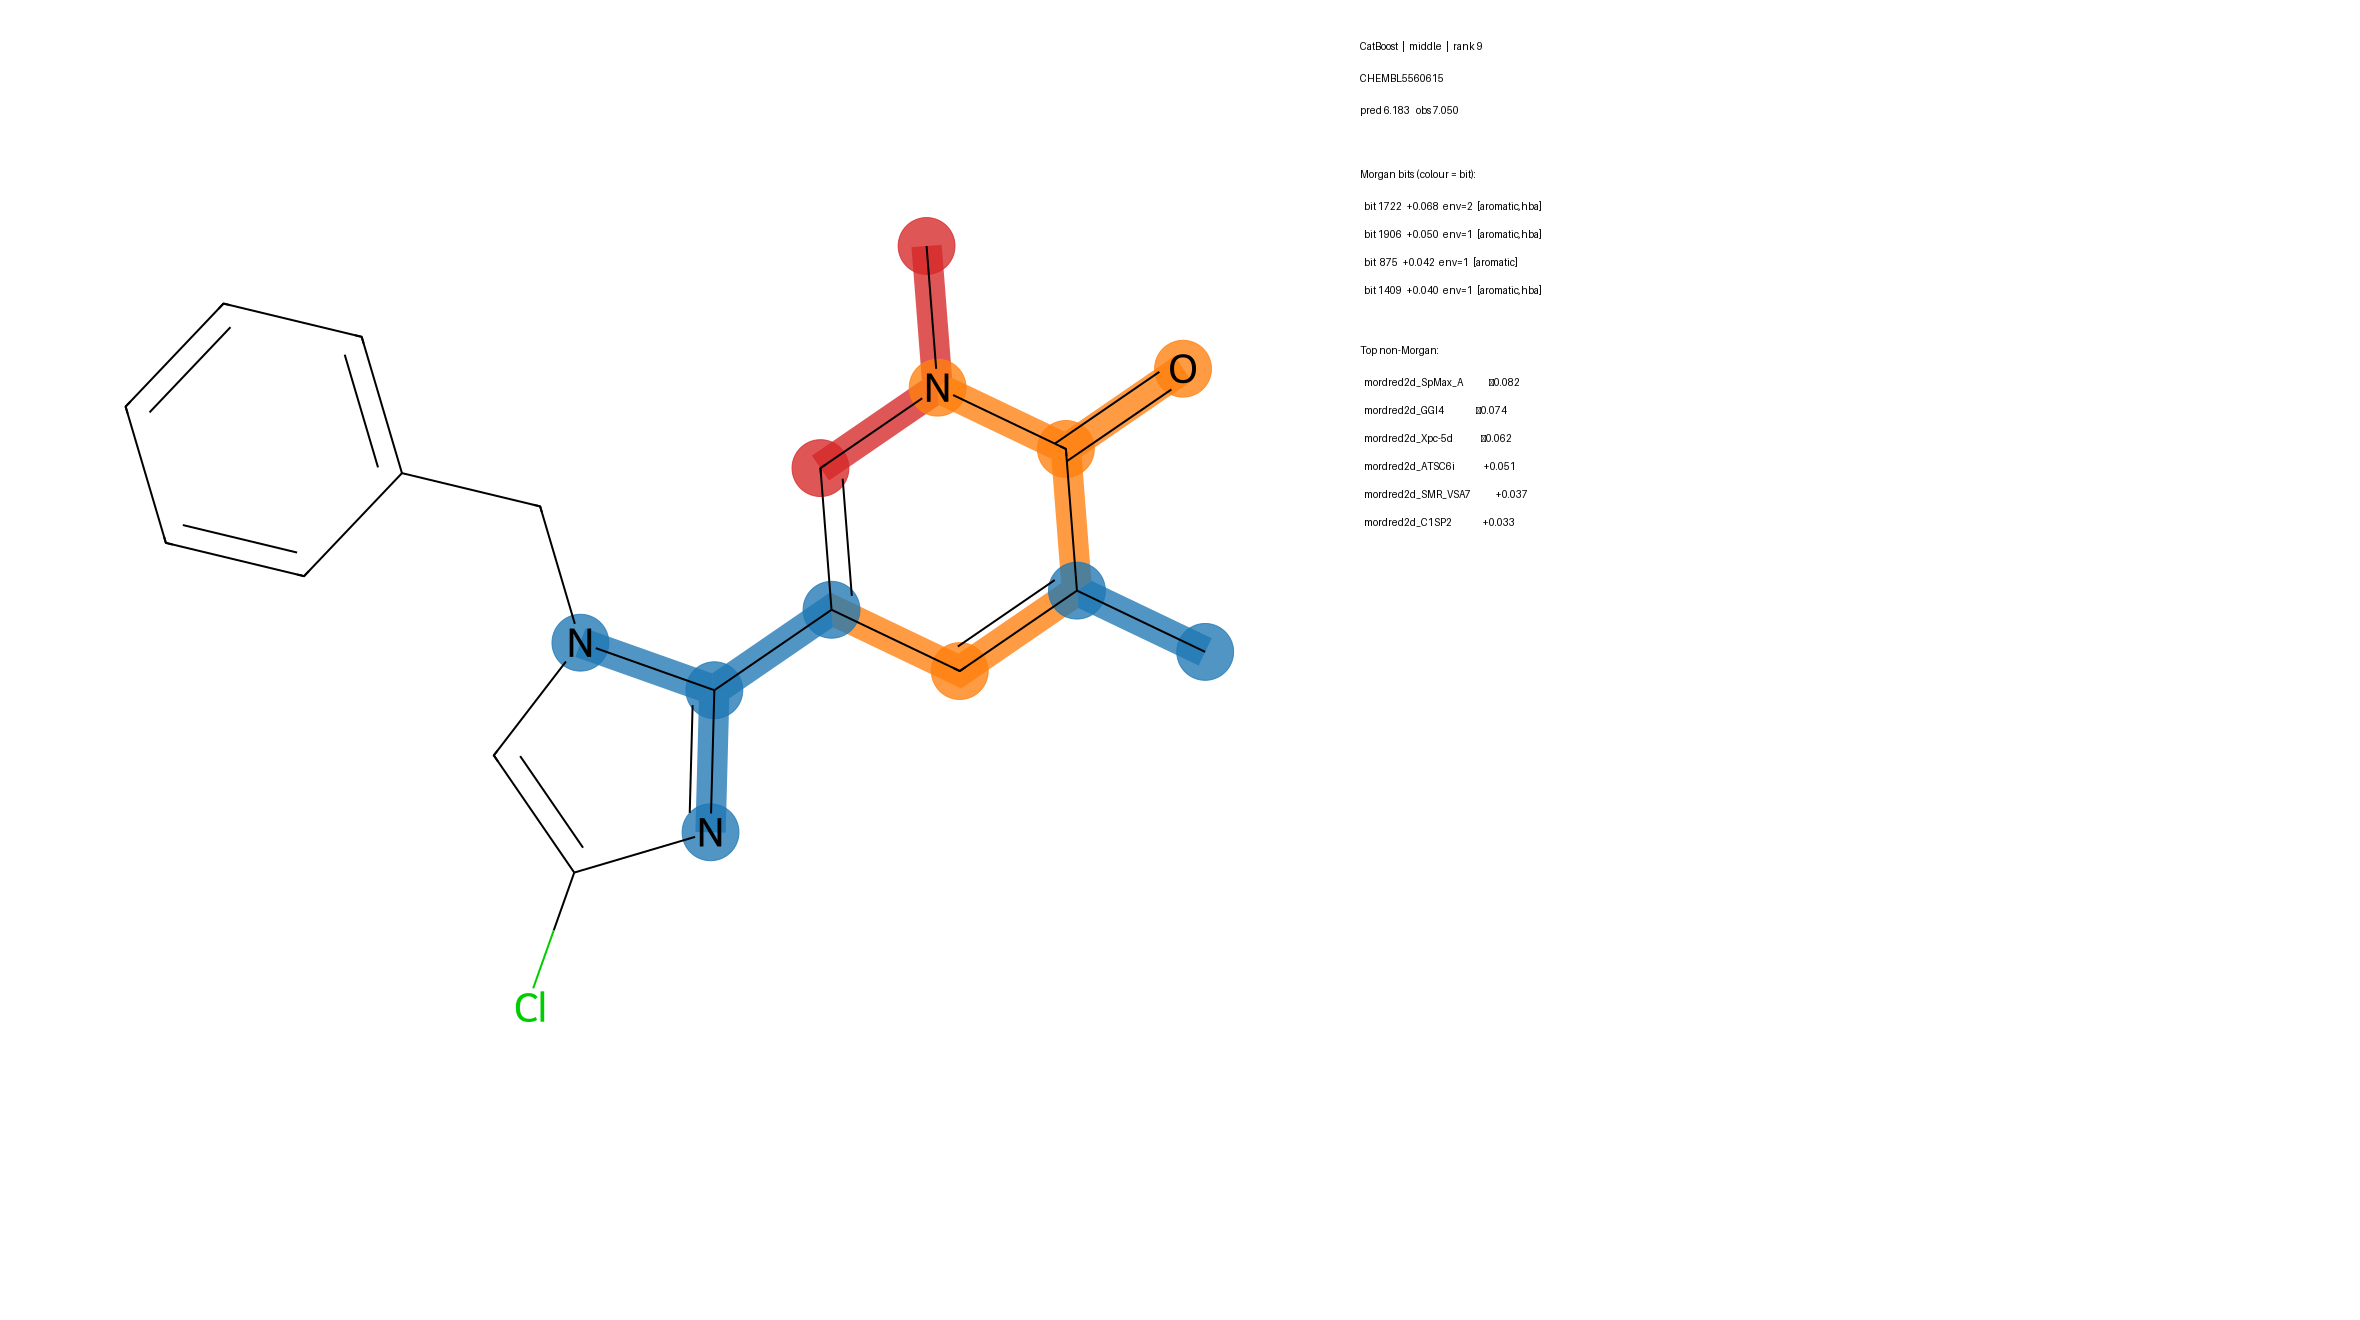 CatBoost | middle | rank 9
CHEMBL5560615
pred 6.183 obs 7.050
Morgan bits (colour = bit):
bit 1722 +0.068 env=2 [aromatic,hba]
bit 1906 +0.050 env=1 [aromatic,hba]
bit 875 +0.042 env=1 [aromatic]
bit 1409 +0.040 env=1 [aromatic,hba]
Top non-Morgan:
mordred2d_SpMax_A ▯0.082
mordred2d_GGI4 ▯0.074
mordred2d_Xpc-5d ▯0.062
mordred2d_ATSC6i +0.051
mordred2d_SMR_VSA7 +0.037
mordred2d_C1SP2 +0.033
O
N
N
N
Cl